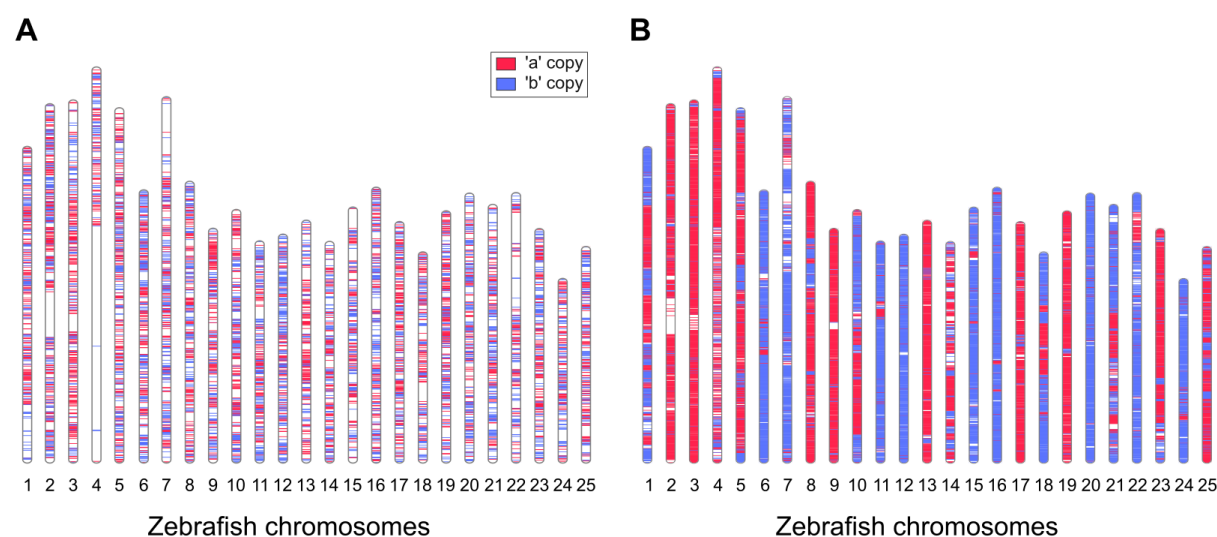 A
'a' copy
'b' copy
1 2 3 4 5 6 7 8 9 10 11 12 13 14 15 16 17 18 19 20 21 22 23 24 25
Zebrafish chromosomes
B
1 2 3 4 5 6 7 8 9 10 11 12 13 14 15 16 17 18 19 20 21 22 23 24 25
Zebrafish chromosomes